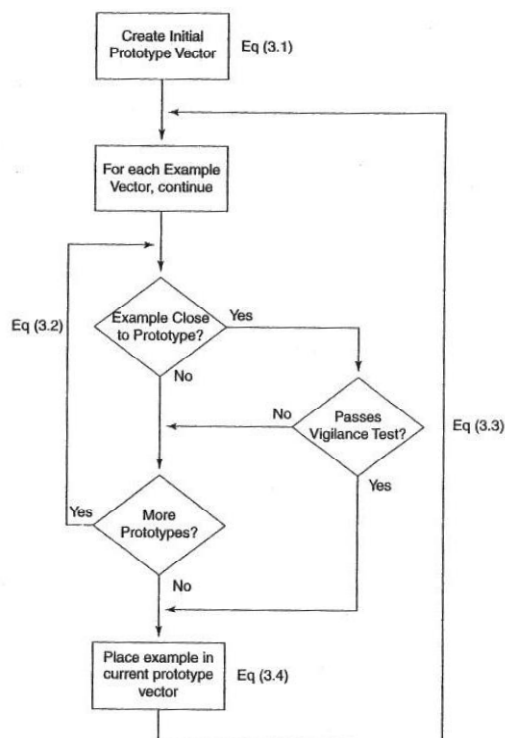 Create Initial
Prototype Vector
Eq (3.1)
For each Example
Vector, continue
Example Close
to Prototype?
Yes
Eq (3.2)
No
No
Passes
Vigilance Test?
Eq (3.3)
Yes
Yes
More
Prototypes?
No
Place example in
current prototype
vector
Eq (3.4)